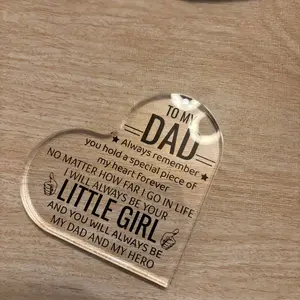 TO MY
DAD
Always remember
you hold a special piece of
my heart forever
NO MATTER HOW FAR I GO IN LIFE
I WILL ALWAYS BE YOUR
LITTLE GIRL
AND YOU WILL ALWAYS BE
MY DAD AND MY HERO